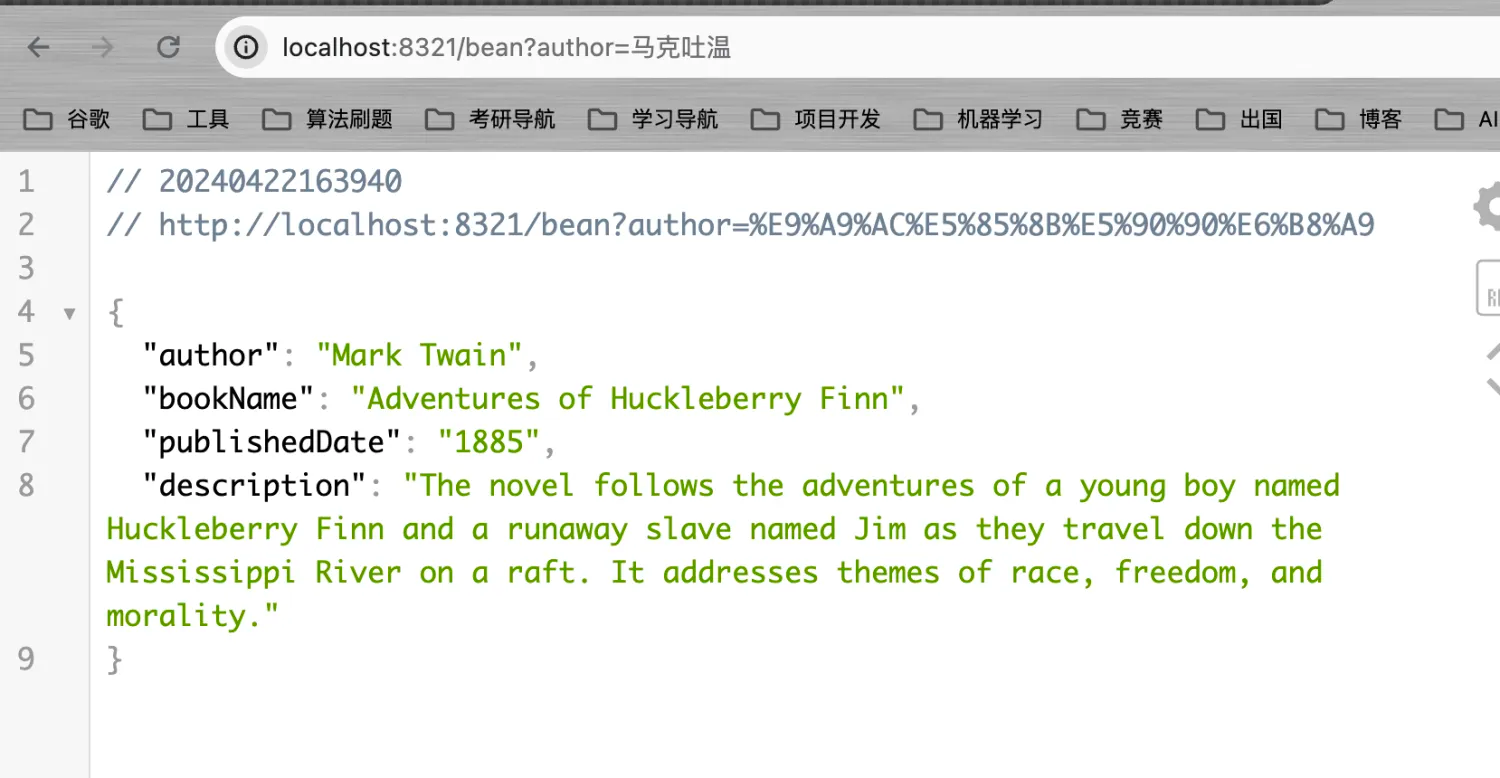 localhost:8321/bean?author=马克吐温
谷歌 工具 算法刷题 考研导航 学习导航 项目开发 机器学习 竞赛 出国 博客 AI
1 // 20240422163940
2 // http://localhost:8321/bean?author=%E9%A9%AC%E5%85%8B%E5%90%90%E6%B8%A9
3
4 {
5 "author": "Mark Twain",
6 "bookName": "Adventures of Huckleberry Finn",
7 "publishedDate": "1885",
8 "description": "The novel follows the adventures of a young boy named
Huckleberry Finn and a runaway slave named Jim as they travel down the
Mississippi River on a raft. It addresses themes of race, freedom, and
morality."
9 }